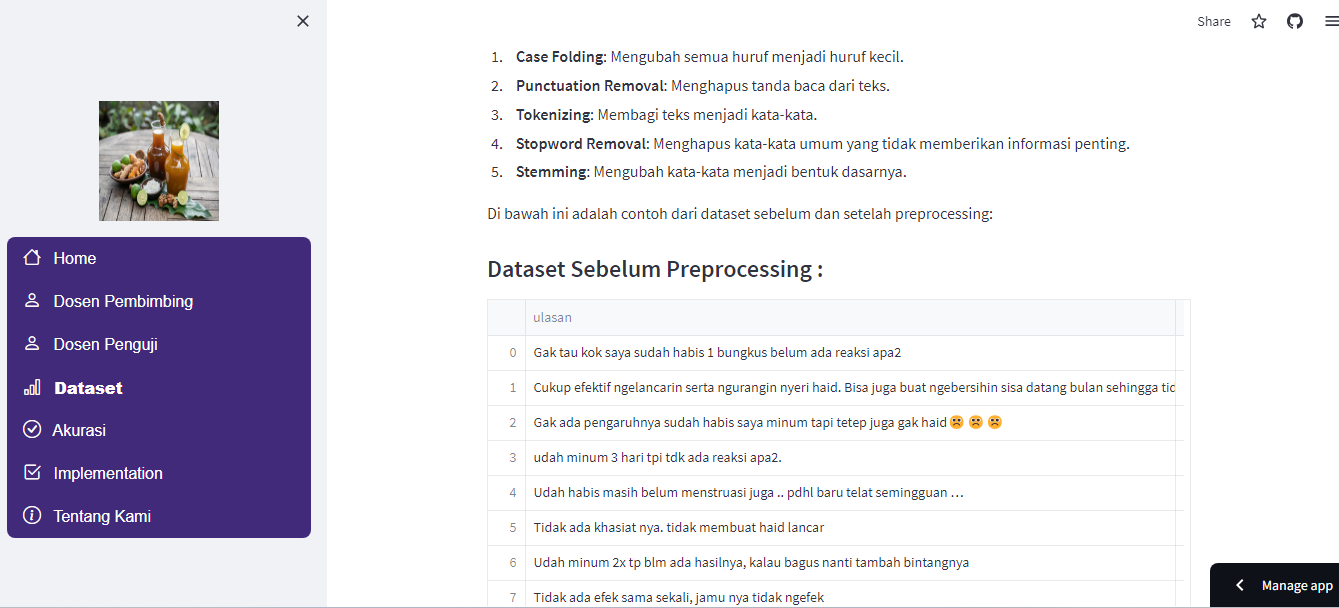 Share
Home
Dosen Pembimbing
Dosen Penguji
Dataset
Akurasi
Implementation
Tentang Kami
1. Case Folding: Mengubah semua huruf menjadi huruf kecil.
2. Punctuation Removal: Menghapus tanda baca dari teks.
3. Tokenizing: Membagi teks menjadi kata-kata.
4. Stopword Removal: Menghapus kata-kata umum yang tidak memberikan informasi penting.
5. Stemming: Mengubah kata-kata menjadi bentuk dasarnya.
Di bawah ini adalah contoh dari dataset sebelum dan setelah preprocessing:
Dataset Sebelum Preprocessing :
ulasan
0 Gak tau kok saya sudah habis 1 bungkus belum ada reaksi apa2
1 Cukup efektif ngelancarin serta ngurangin nyeri haid. Bisa juga buat ngebersihin sisa datang bulan sehingga tid
2 Gak ada pengaruhnya sudah habis saya minum tapi tetep juga gak haid☹️ ☹️ ☹️
3 udah minum 3 hari tpi tdk ada reaksi apa2.
4 Udah habis masih belum menstruasi juga .. pdhl baru telat semingguan …
5 Tidak ada khasiat nya. tidak membuat haid lancar
6 Udah minum 2x tp blm ada hasilnya, kalau bagus nanti tambah bintangnya
7 Tidak ada efek sama sekali, jamu nya tidak ngefek
Manage app